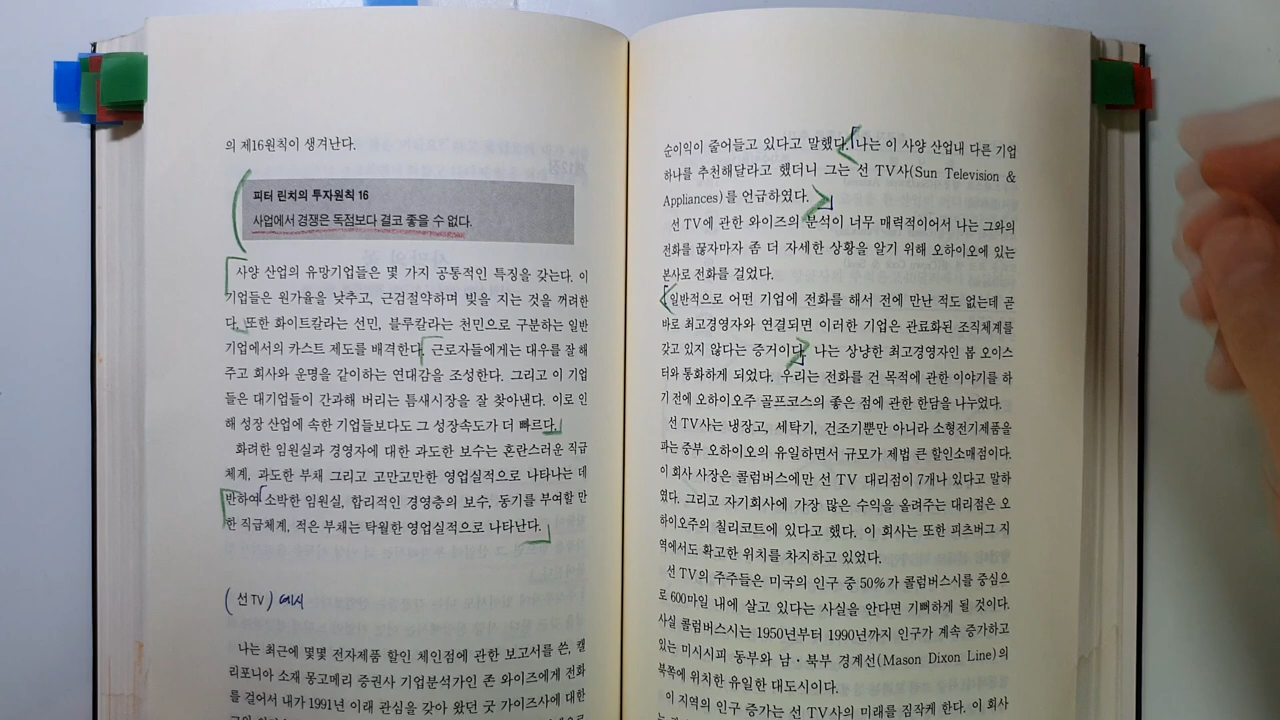 의 제16원칙이 생겨난다.
피터 린치의 투자원칙 16
사업에서 경쟁은 독점보다 결코 좋을 수 없다.
사양 산업의 유망기업들은 몇 가지 공통적인 특징을 갖는다. 이
기업들은 원가율을 낮추고, 근검절약하며 빚을 지는 것을 꺼려한
다. 또한 화이트칼라는 선민, 블루칼라는 천민으로 구분하는 일반
기업에서의 카스트 제도를 배격한다. 근로자들에게는 대우를 잘 해
주고 회사와 운명을 같이하는 연대감을 조성한다. 그리고 이 기업
들은 대기업들이 간과해 버리는 틈새시장을 잘 찾아낸다. 이로 인
해 성장 산업에 속한 기업들보다도 그 성장속도가 더 빠르다.
화려한 임원실과 경영자에 대한 과도한 보수는 혼란스러운 직급
체계, 과도한 부채 그리고 고만고만한 영업실적으로 나타나는 데
반하여 소박한 임원실, 합리적인 경영층의 보수, 동기를 부여할 만
한 직급체계, 적은 부채는 탁월한 영업실적으로 나타난다.
(선 TV) 예시
나는 최근에 몇몇 전자제품 할인 체인점에 관한 보고서를 쓴, 캘
리포니아 소재 몽고메리 증권사 기업분석가인 존 와이즈에게 전화
를 걸어서 내가 1991년 이래 관심을 갖아 왔던 굿 가이즈사에 대한
순이익이 줄어들고 있다고 말했다. 나는 이 사양 산업내 다른 기업
하나를 추천해달라고 했더니 그는 선 TV사(Sun Television &
Appliances)를 언급하였다.
선 TV에 관한 와이즈의 분석이 너무 매력적이어서 나는 그와의
전화를 끊자마자 좀 더 자세한 상황을 알기 위해 오하이오에 있는
본사로 전화를 걸었다.
일반적으로 어떤 기업에 전화를 해서 전에 만난 적도 없는데 곧
바로 최고경영자와 연결되면 이러한 기업은 관료화된 조직체계를
갖고 있지 않다는 증거이다. 나는 상냥한 최고경영자인 봅 오이스
터와 통화하게 되었다. 우리는 전화를 건 목적에 관한 이야기를 하
기 전에 오하이오주 골프코스의 좋은 점에 관한 한담을 나누었다.
선 TV사는 냉장고, 세탁기, 건조기뿐만 아니라 소형전기제품을
파는 중부 오하이오의 유일하면서 규모가 제법 큰 할인소매점이다.
이 회사 사장은 콜럼버스에만 선 TV 대리점이 7개나 있다고 말하
였다. 그리고 자기회사에 가장 많은 수익을 올려주는 대리점은 오
하이오주의 칠리코트에 있다고 했다. 이 회사는 또한 피츠버그 지
역에서도 확고한 위치를 차지하고 있었다.
선 TV의 주주들은 미국의 인구 중 50%가 콜럼버스시를 중심으
로 600마일 내에 살고 있다는 사실을 안다면 기뻐하게 될 것이다.
사실 콜럼버스시는 1950년부터 1990년까지 인구가 계속 증가하고
있는 미시시피 동부와 남·북부 경계선(Mason Dixon Line)의
북쪽에 위치한 유일한 대도시이다.
이 지역의 인구 증가는 선 TV사의 미래를 짐작케 한다. 이 회사